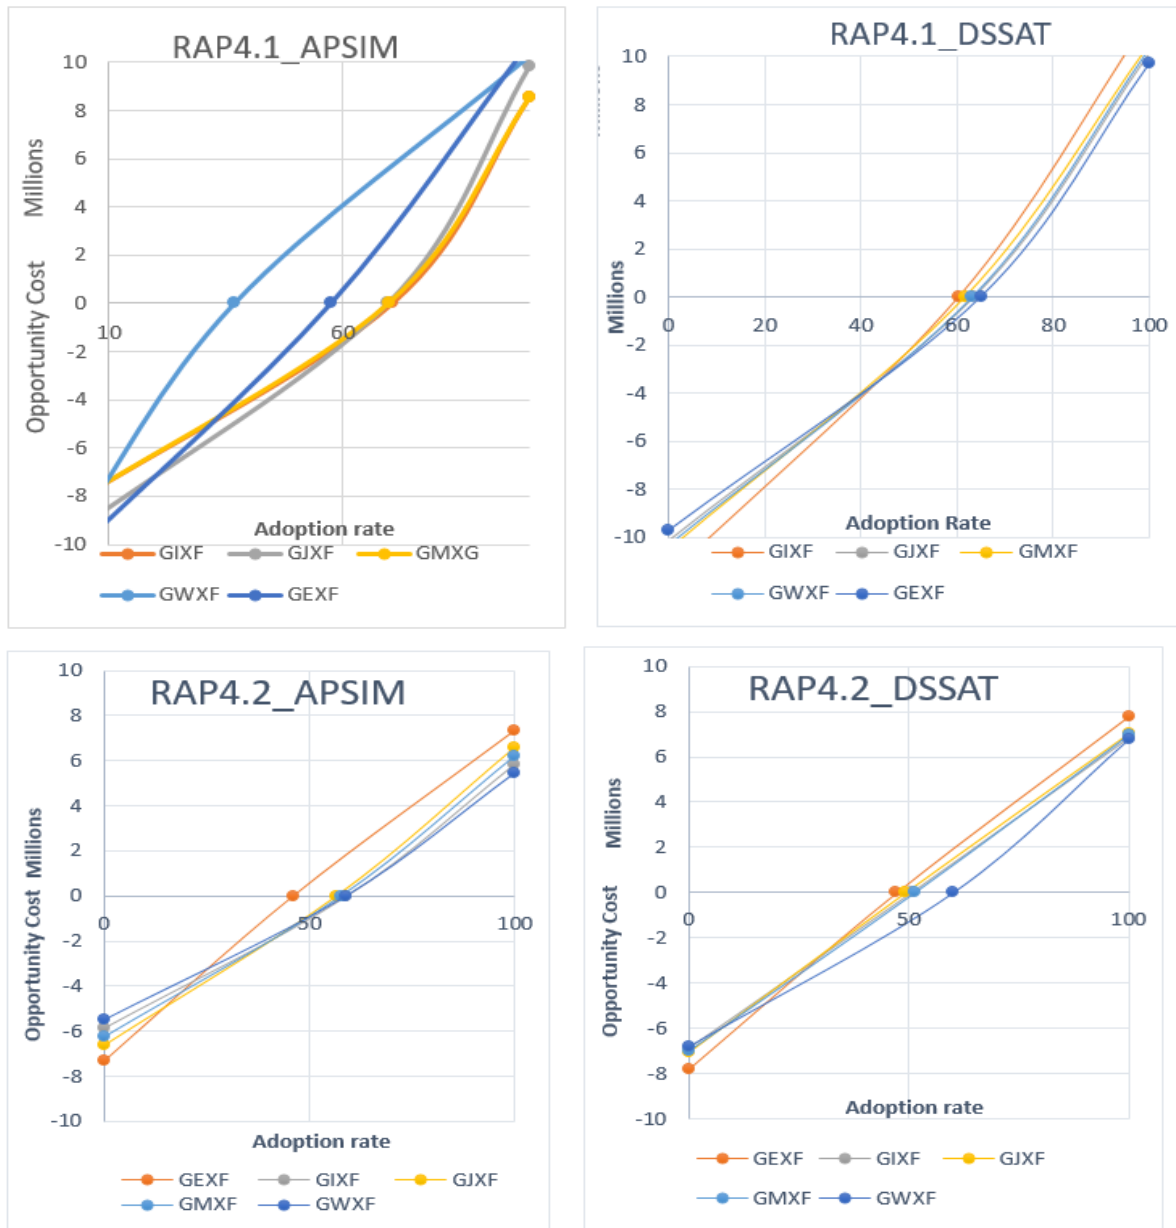 RAP4.1_APSIM
10
8
6
4
2
0
-2
-4
-6
-8
-10
10
60
Opportunity Cost Millions
Adoption rate
GIXF GJXF GMXG
GWXF GEXF
RAP4.1_DSSAT
10
8
6
4
2
0
-2
-4
-6
-8
-10
0 20 40 60 80 100
Millions
Adoption Rate
GIXF GJXF GMXF
GWXF GEXF
RAP4.2_APSIM
10
8
6
4
2
0
-2
-4
-6
-8
-10
0 50 100
Opportunity Cost Millions
Adoption rate
GEXF GIXF GJXF
GMXF GWXF
RAP4.2_DSSAT
10
8
6
4
2
0
-2
-4
-6
-8
-10
0 50 100
Opportunity Cost Millions
Adoption rate
GEXF GIXF GJXF
GMXF GWXF